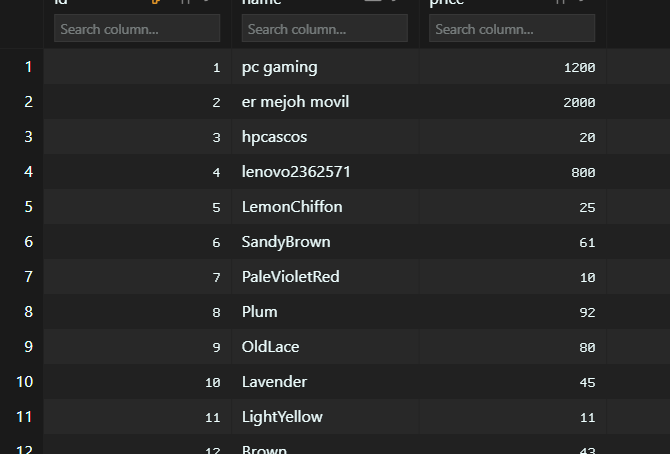 id name price
Search column... Search column... Search column...
1 1 pc gaming 1200
2 2 er mejoh movil 2000
3 3 hpcascos 20
4 4 lenovo2362571 800
5 5 LemonChiffon 25
6 6 SandyBrown 61
7 7 PaleVioletRed 10
8 8 Plum 92
9 9 OldLace 80
10 10 Lavender 45
11 11 LightYellow 11
12 12 Brown 43